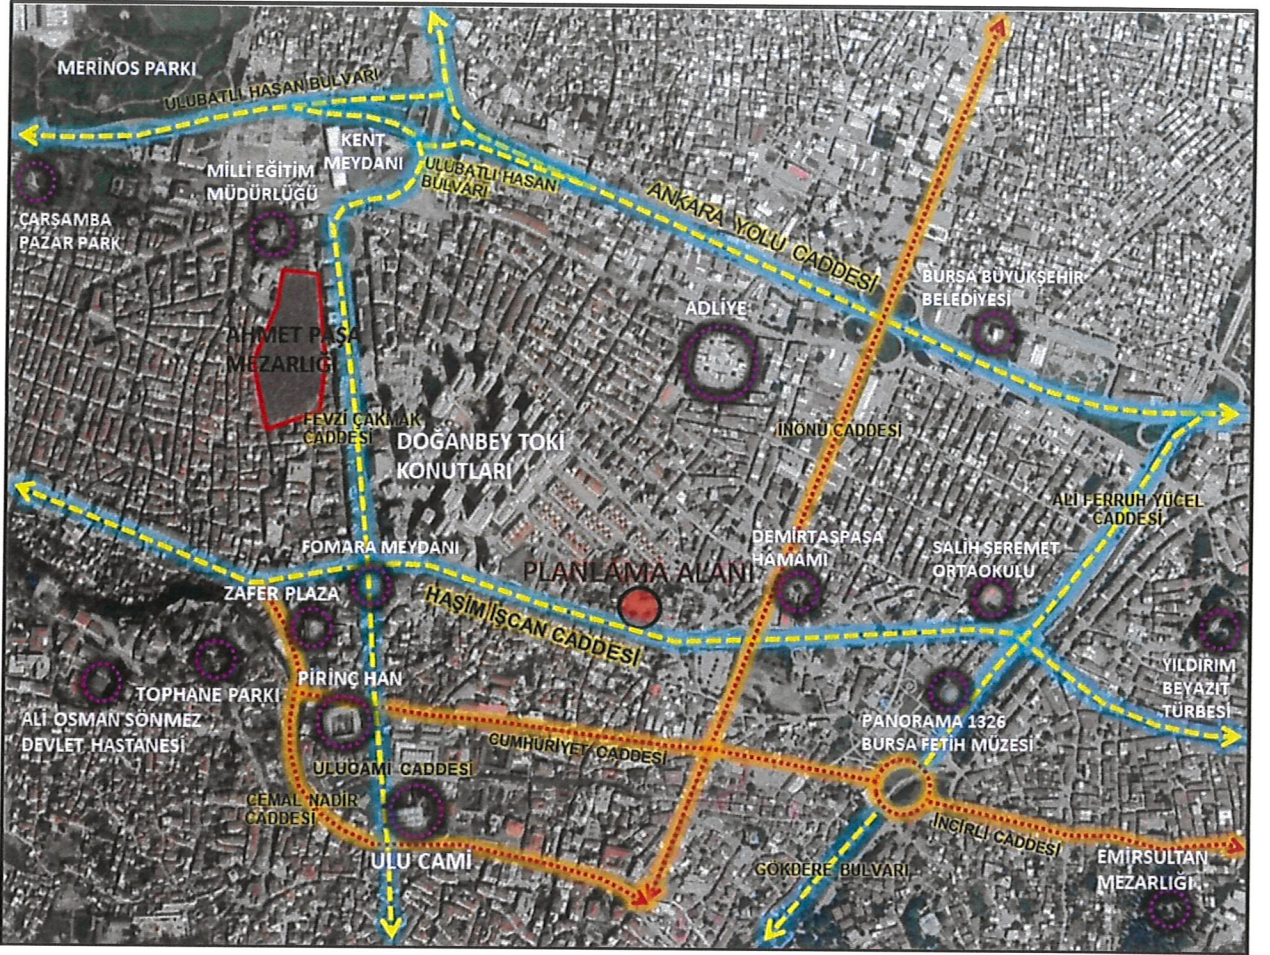 MERİNOS PARKI
ULUBATLI HASAN BULVARI
KENT
MEYDANI
MİLLİ EĞİTİM
MÜDÜRLÜĞÜ
ULUBATLI HASAN
BULVARI
ÇARŞAMBA
PAZAR PARK
ANKARA YOLU CADDESİ
BURSA BÜYÜKŞEHİR
BELEDİYESİ
ADLİYE
AHMET PAŞA
MEZARLIĞI
FEVZİ ÇAKMAK
CADDESİ
DOĞANBEY TOKİ
KONUTLARI
İNÖNÜ CADDESİ
ALİ FERRUH YÜCEL
CADDESİ
FOMARA MEYDANI
DEMİRTAŞPAŞA
HAMAMI
SALİH ŞEREMET
ORTAOKULU
PLANLAMA ALANI
ZAFER PLAZA
HAŞİM İŞCAN CADDESİ
YILDIRIM
BEYAZIT
TÜRBESİ
PİRİNÇ HAN
TOPHANE PARKI
ALİ OSMAN SÖNMEZ
DEVLET HASTANESİ
PANORAMA 1326
BURSA FETİH MÜZESİ
CUMHURİYET CADDESİ
ULUCAMİ CADDESİ
CEMAL NADİR
CADDESİ
İNCİRLİ CADDESİ
ULU CAMİ
GÖKDERE BULVARI
EMİRSULTAN
MEZARLIĞI